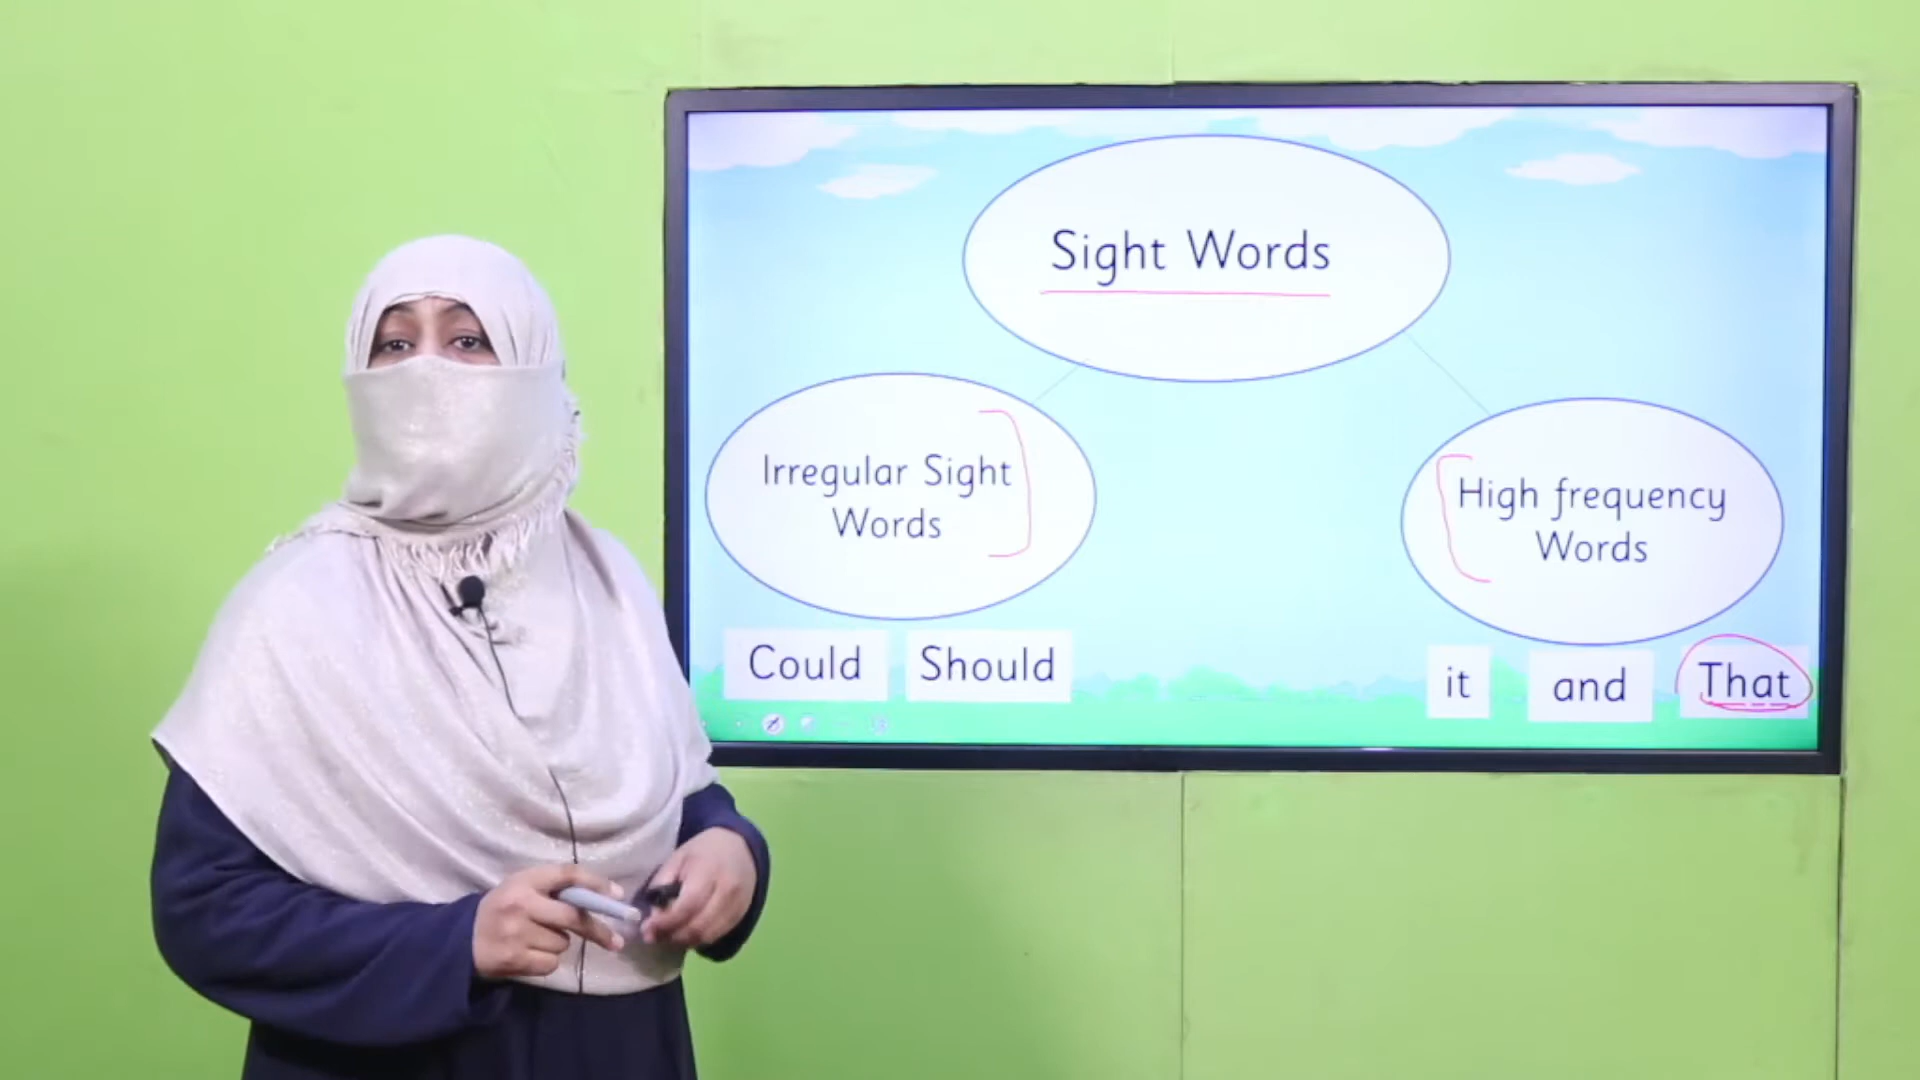 Sight Words
Irregular Sight
Words
High frequency
Words
Could
Should
it
and
That